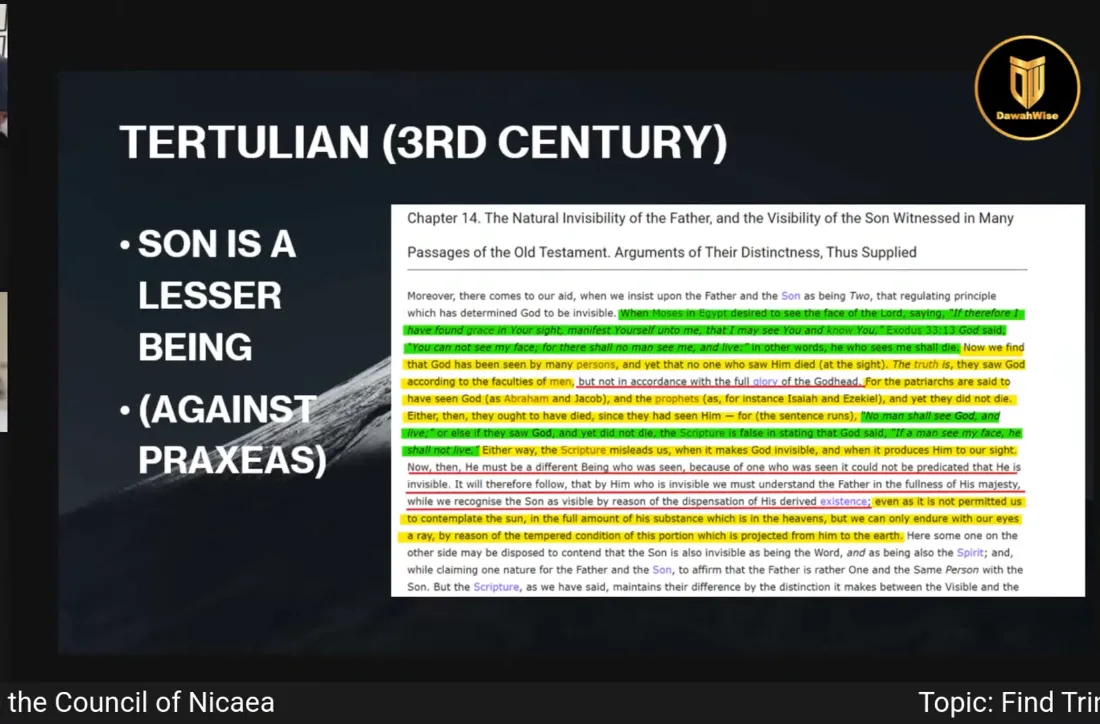 DawahWise
TERTULIAN (3RD CENTURY)
• SON IS A
LESSER
BEING
• (AGAINST
PRAXEAS)
Chapter 14. The Natural Invisibility of the Father, and the Visibility of the Son Witnessed in Many
Passages of the Old Testament. Arguments of Their Distinctness, Thus Supplied
Moreover, there comes to our aid, when we insist upon the Father and the Son as being Two, that regulating principle
which has determined God to be invisible. When Moses in Egypt desired to see the face of the Lord, saying, "If therefore I
have found grace in Your sight, manifest Yourself unto me, that I may see You and know You," Exodus 33:13 God said,
"You can not see my face; for there shall no man see me, and live:" in other words, he who sees me shall die. Now we find
that God has been seen by many persons, and yet that no one who saw Him died (at the sight). The truth is, they saw God
according to the faculties of men, but not in accordance with the full glory of the Godhead. For the patriarchs are said to
have seen God (as Abraham and Jacob), and the prophets (as, for instance Isaiah and Ezekiel), and yet they did not die.
Either, then, they ought to have died, since they had seen Him — for (the sentence runs), "No man shall see God, and
live;" or else if they saw God, and yet did not die, the Scripture is false in stating that God said, "If a man see my face, he
shall not live." Either way, the Scripture misleads us, when it makes God invisible, and when it produces Him to our sight.
Now, then, He must be a different Being who was seen, because of one who was seen it could not be predicated that He is
invisible. It will therefore follow, that by Him who is invisible we must understand the Father in the fullness of His majesty,
while we recognise the Son as visible by reason of the dispensation of His derived existence; even as it is not permitted us
to contemplate the sun, in the full amount of his substance which is in the heavens, but we can only endure with our eyes
a ray, by reason of the tempered condition of this portion which is projected from him to the earth. Here some one on the
other side may be disposed to contend that the Son is also invisible as being the Word, and as being also the Spirit; and,
while claiming one nature for the Father and the Son, to affirm that the Father is rather One and the Same Person with the
Son. But the Scripture, as we have said, maintains their difference by the distinction it makes between the Visible and the
the Council of Nicaea
Topic: Find Trin